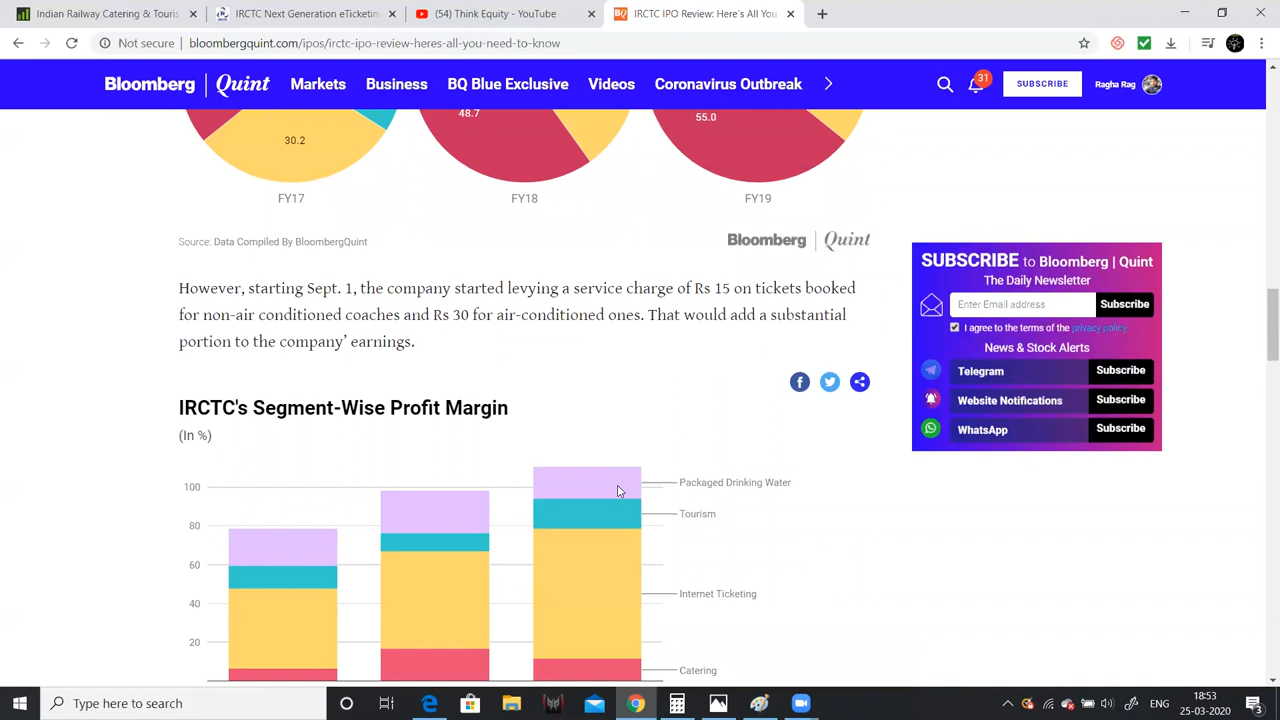 Indian Railway Catering & Touris
IRCTC Next Generation eTicketin
(54) Think Equity - YouTube
IRCTC IPO Review: Here's All You
Not secure | bloombergquint.com/ipos/irctc-ipo-review-heres-all-you-need-to-know
Bloomberg | Quint
Markets
Business
BQ Blue Exclusive
Videos
Coronavirus Outbreak
31
SUBSCRIBE
Ragha Rag
30.2
48.7
55.0
FY17
FY18
FY19
Source: Data Compiled By BloombergQuint
Bloomberg | Quint
However, starting Sept. 1, the company started levying a service charge of Rs 15 on tickets booked
for non-air conditioned coaches and Rs 30 for air-conditioned ones. That would add a substantial
portion to the company' earnings.
IRCTC's Segment-Wise Profit Margin
(In %)
100
80
60
40
20
Packaged Drinking Water
Tourism
Internet Ticketing
Catering
SUBSCRIBE to Bloomberg | Quint
The Daily Newsletter
Enter Email address
Subscribe
I agree to the terms of the privacy policy
News & Stock Alerts
Telegram
Subscribe
Website Notifications
Subscribe
WhatsApp
Subscribe
Type here to search
ENG
18:53
25-03-2020
3